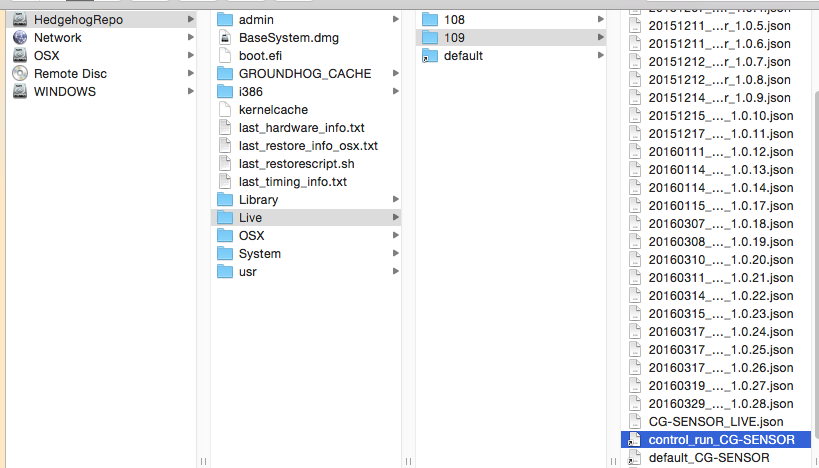 HedgehogRepo
Network
OSX
Remote Disc
WINDOWS
admin
BaseSystem.dmg
boot.efi
GROUNDHOG_CACHE
i386
kernelcache
last_hardware_info.txt
last_restore_info_osx.txt
last_restorescript.sh
last_timing_info.txt
Library
Live
OSX
System
usr
108
109
default
20151211_...r_1.0.5.json
20151211_...r_1.0.6.json
20151212_...r_1.0.7.json
20151212_...r_1.0.8.json
20151214_...r_1.0.9.json
20151215_..._1.0.10.json
20151217_..._1.0.11.json
20160111_..._1.0.12.json
20160114_..._1.0.13.json
20160114_..._1.0.14.json
20160115_..._1.0.17.json
20160307_..._1.0.18.json
20160308_..._1.0.19.json
20160310_..._1.0.20.json
20160311_..._1.0.21.json
20160314_..._1.0.22.json
20160315_..._1.0.23.json
20160317_..._1.0.24.json
20160317_..._1.0.25.json
20160317_..._1.0.26.json
20160319_..._1.0.27.json
20160329_..._1.0.28.json
CG-SENSOR_LIVE.json
control_run_CG-SENSOR
default_CG-SENSOR